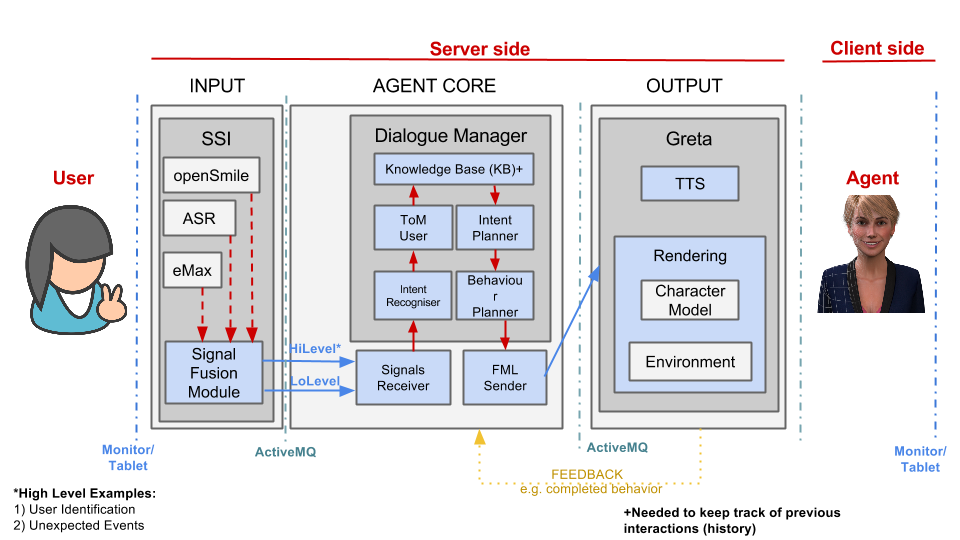 Server side
Client side
INPUT
AGENT CORE
OUTPUT
User
SSI
openSmile
ASR
eMax
Signal
Fusion
Module
HiLevel*
LoLevel
Dialogue Manager
Knowledge Base (KB)+
ToM
User
Intent
Planner
Intent
Recogniser
Behaviou
r
Planner
Signals
Receiver
FML
Sender
Greta
TTS
Rendering
Character
Model
Environment
Agent
Monitor/
Tablet
ActiveMQ
ActiveMQ
Monitor/
Tablet
FEEDBACK
e.g. completed behavior
*High Level Examples:
1) User Identification
2) Unexpected Events
+Needed to keep track of previous
interactions (history)